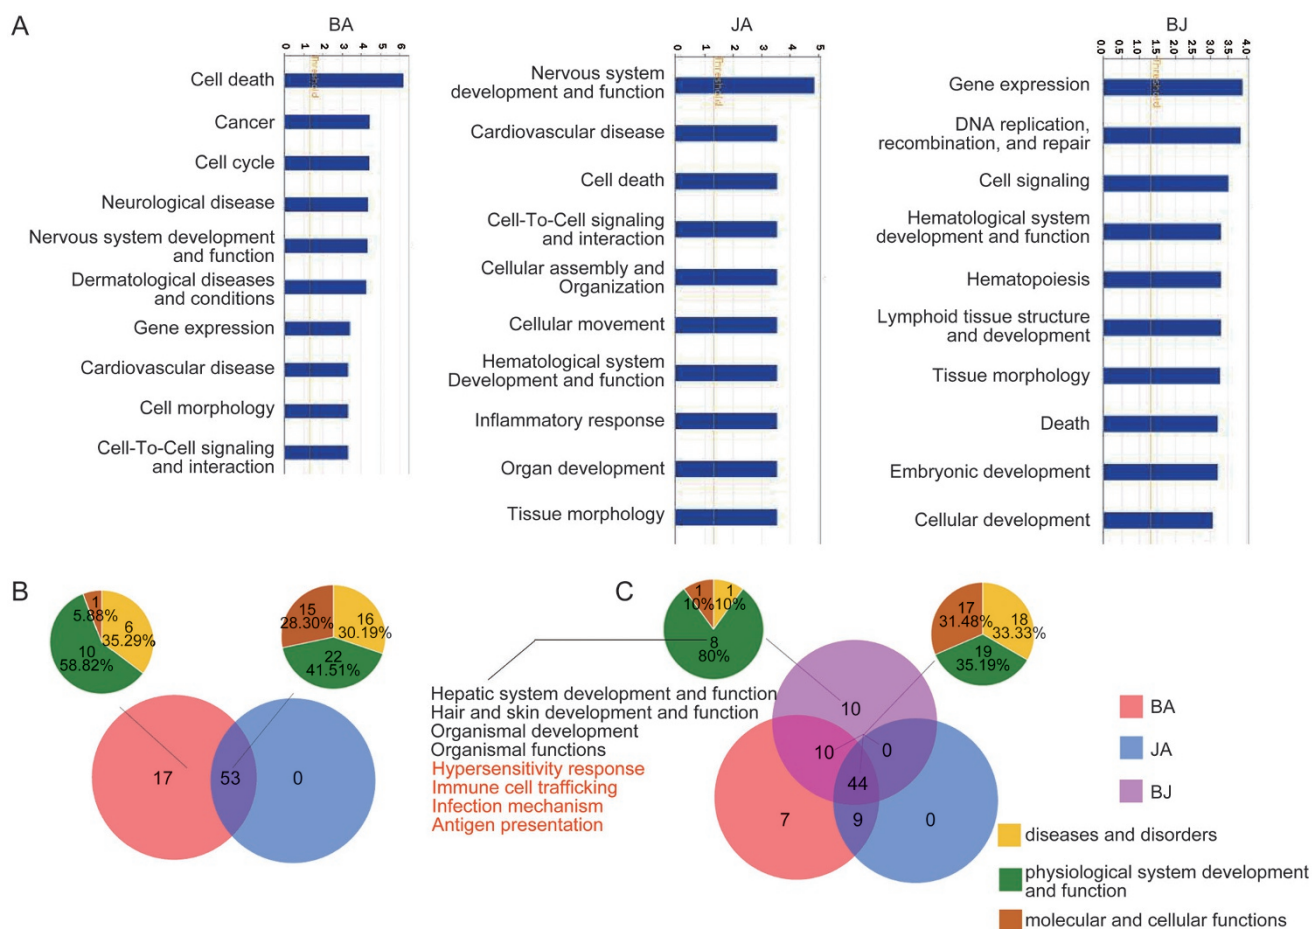 A
BA
0 1 2 3 4 5 6
Threshold
Cell death
Cancer
Cell cycle
Neurological disease
Nervous system development
and function
Dermatological diseases
and conditions
Gene expression
Cardiovascular disease
Cell morphology
Cell-To-Cell signaling
and interaction
JA
0 1 2 3 4 5
Threshold
Nervous system
development and function
Cardiovascular disease
Cell death
Cell-To-Cell signaling
and interaction
Cellular assembly and
Organization
Cellular movement
Hematological system
Development and function
Inflammatory response
Organ development
Tissue morphology
BJ
0.0 0.5 1.0 1.5 2.0 2.5 3.0 3.5 4.0
Threshold
Gene expression
DNA replication,
recombination, and repair
Cell signaling
Hematological system
development and function
Hematopoiesis
Lymphoid tissue structure
and development
Tissue morphology
Death
Embryonic development
Cellular development
B
1
5.88%
6
35.29%
10
58.82%
15
28.30%
16
30.19%
22
41.51%
17
53
0
C
1
10%
1
10%
8
80%
17
31.48%
18
33.33%
19
35.19%
Hepatic system development and function
Hair and skin development and function
Organismal development
Organismal functions
Hypersensitivity response
Immune cell trafficking
Infection mechanism
Antigen presentation
10
10
0
44
7
9
0
BA
JA
BJ
diseases and disorders
physiological system development
and function
molecular and cellular functions